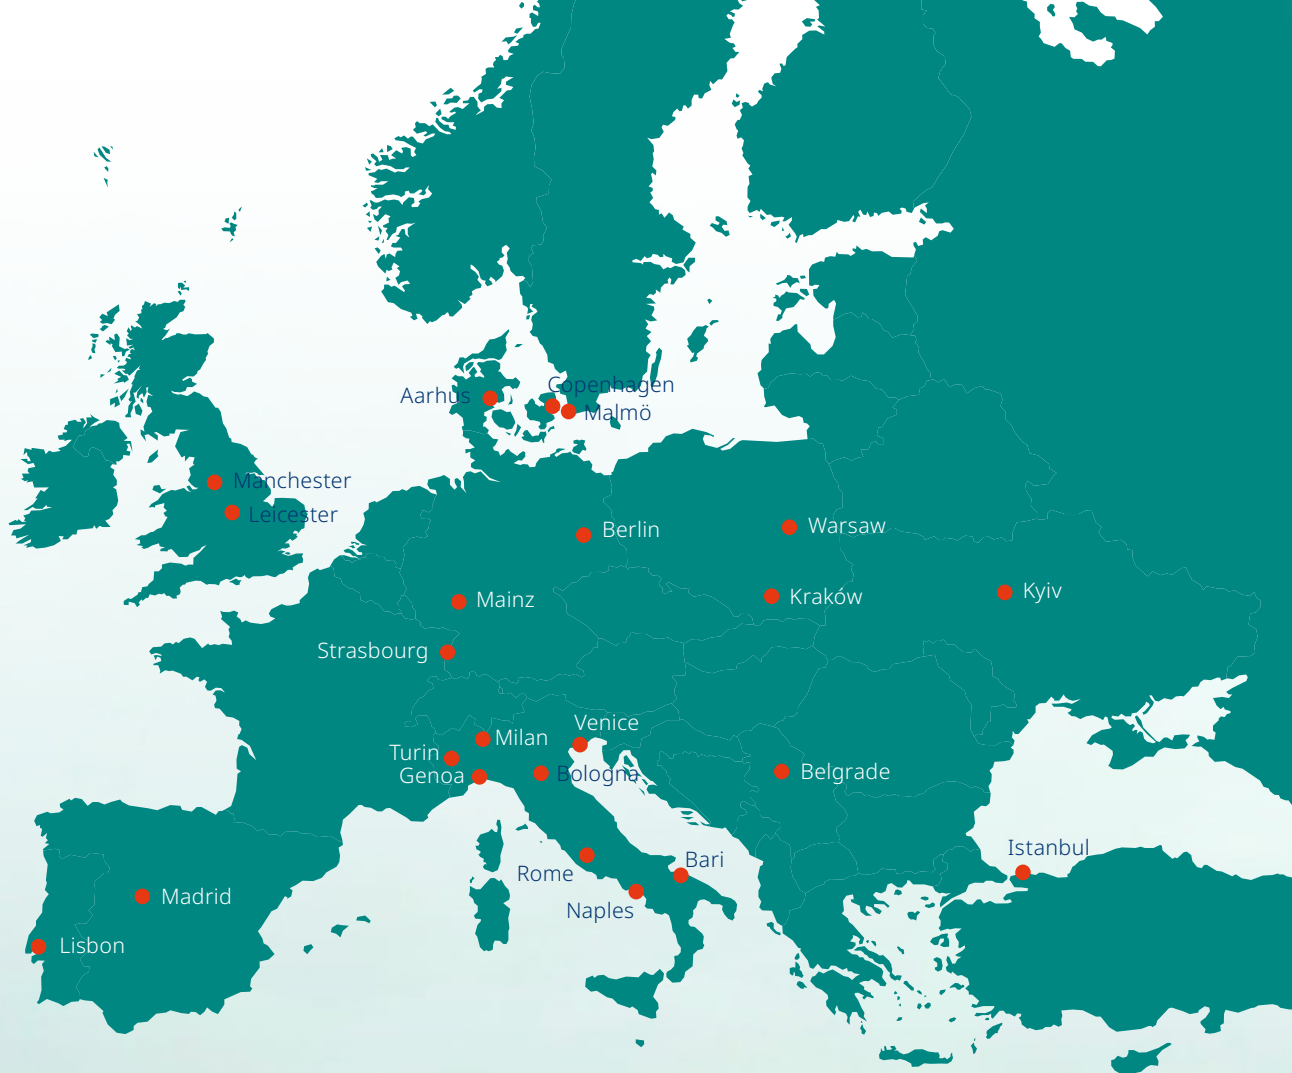 Copenhagen
Aarhus
Malmö
Manchester
Leicester
Berlin
Warsaw
Mainz
Kraków
Kyiv
Strasbourg
Venice
Milan
Turin
Genoa
Bologna
Belgrade
Istanbul
Bari
Rome
Naples
Madrid
Lisbon